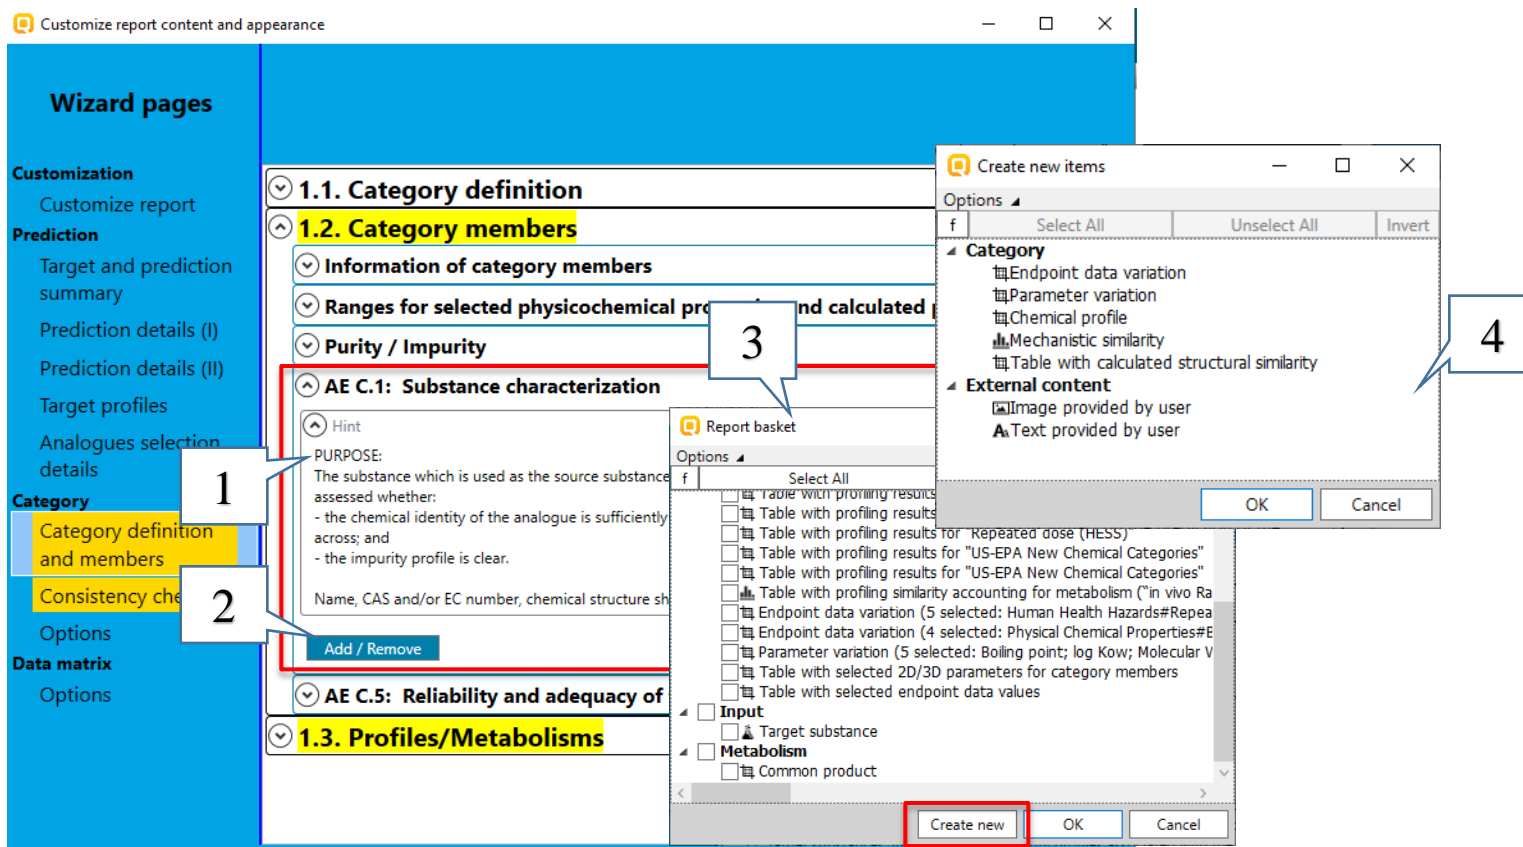 Customize report content and appearance
Wizard pages
Customization
Customize report
Prediction
Target and prediction
summary
Prediction details (I)
Prediction details (II)
Target profiles
Analogues selection
details
Category
Category definition
and members
Consistency che
Options
Data matrix
Options
1.1. Category definition
1.2. Category members
Information of category members
Ranges for selected physicochemical pro nd calculated
Purity / Impurity
AE C.1: Substance characterization
Hint
PURPOSE:
The substance which is used as the source substance
assessed whether:
- the chemical identity of the analogue is sufficiently
across; and
- the impurity profile is clear.
Name, CAS and/or EC number, chemical structure sh
Add / Remove
AE C.5: Reliability and adequacy of
1.3. Profiles/Metabolisms
1
2
3
4
Report basket
Options
f Select All
Table with profiling results
Table with profiling results
Table with profiling results for "Repeated dose (HESS)"
Table with profiling results for "US-EPA New Chemical Categories"
Table with profiling results for "US-EPA New Chemical Categories"
Table with profiling similarity accounting for metabolism ("in vivo Ra
Endpoint data variation (5 selected: Human Health Hazards#Repea
Endpoint data variation (4 selected: Physical Chemical Properties#B
Parameter variation (5 selected: Boiling point; log Kow; Molecular W
Table with selected 2D/3D parameters for category members
Table with selected endpoint data values
Input
Target substance
Metabolism
Common product
Create new OK Cancel
Create new items
Options
f Select All Unselect All Invert
Category
Endpoint data variation
Parameter variation
Chemical profile
Mechanistic similarity
Table with calculated structural similarity
External content
Image provided by user
Text provided by user
OK Cancel